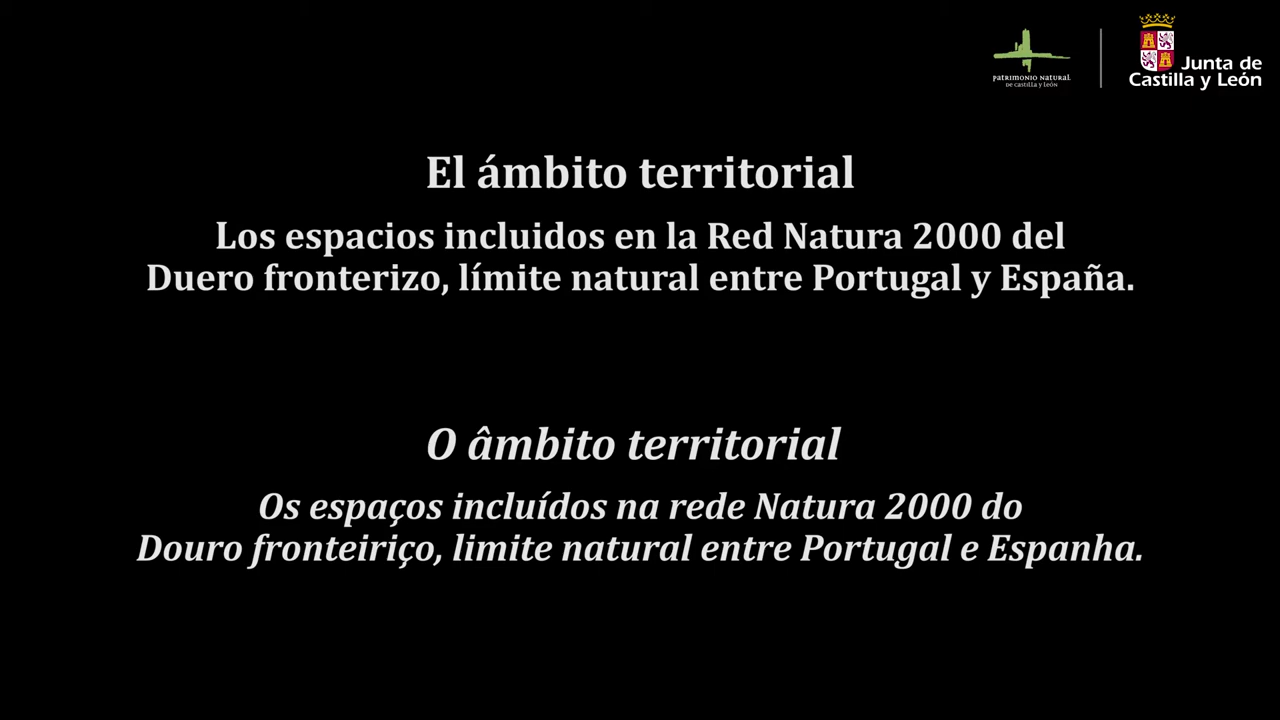 PATRIMONIO NATURAL
DE CASTILLA Y LEÓN
Junta de
Castilla y León
El ámbito territorial
Los espacios incluidos en la Red Natura 2000 del
Duero fronterizo, límite natural entre Portugal y España.
O âmbito territorial
Os espaços incluídos na rede Natura 2000 do
Douro fronteiriço, limite natural entre Portugal e Espanha.